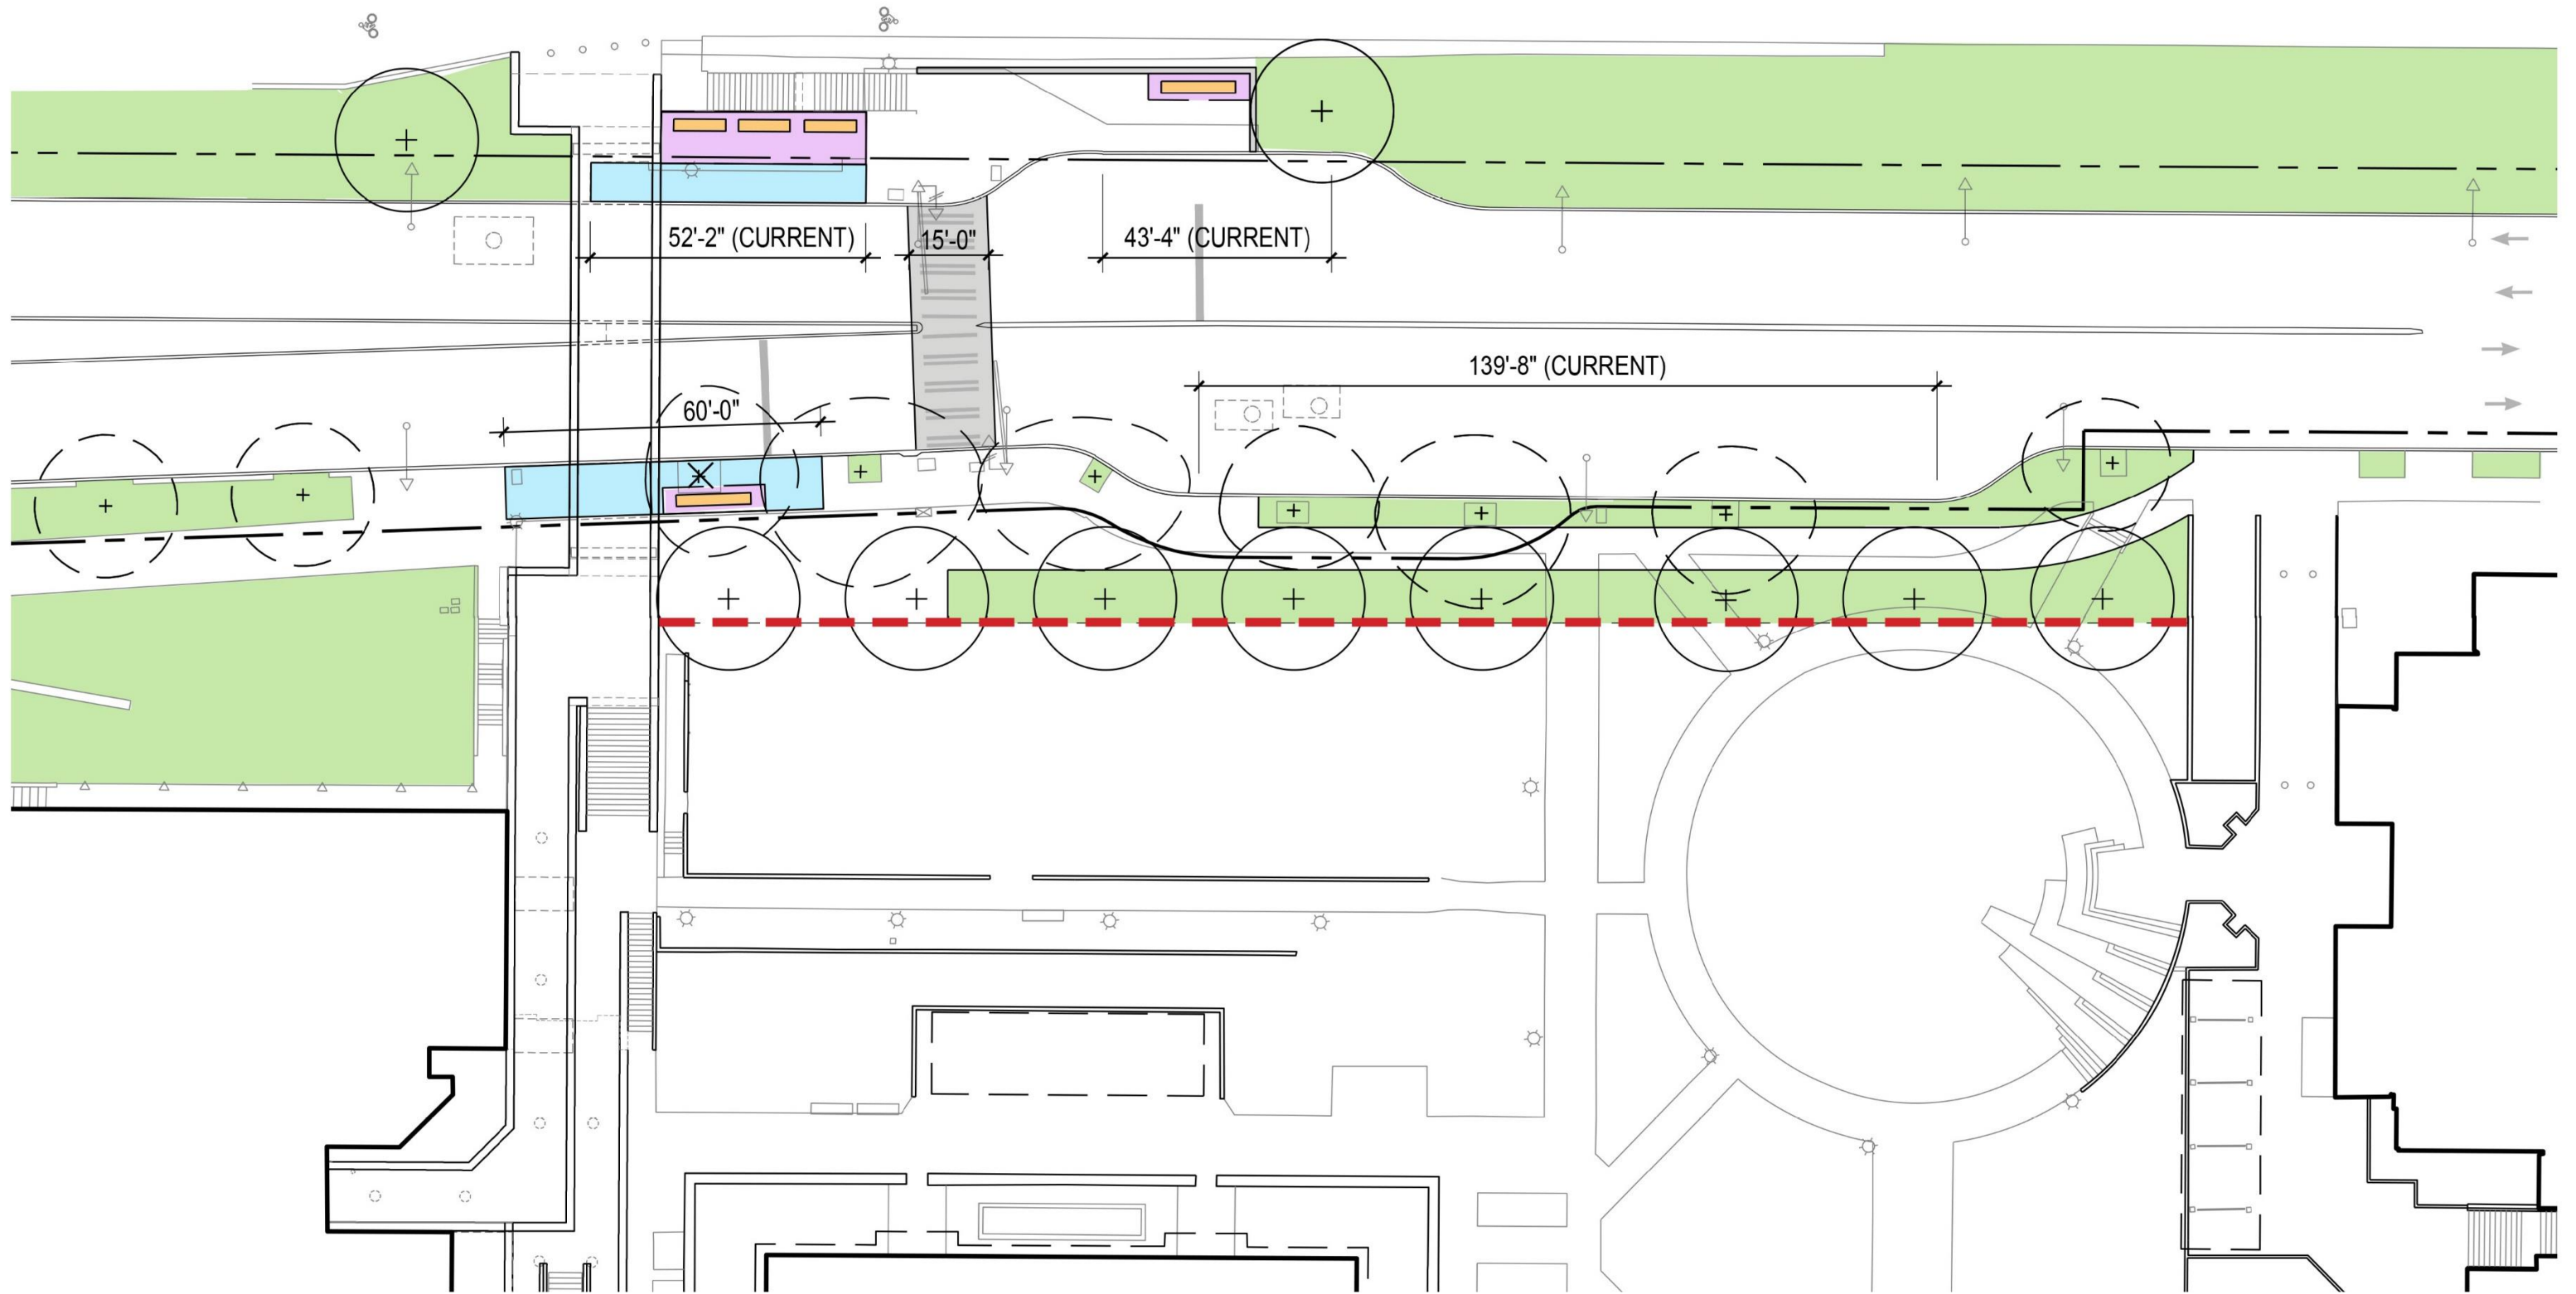 52'-2" (CURRENT)
15'-0"
43'-4" (CURRENT)
139'-8" (CURRENT)
60'-0"